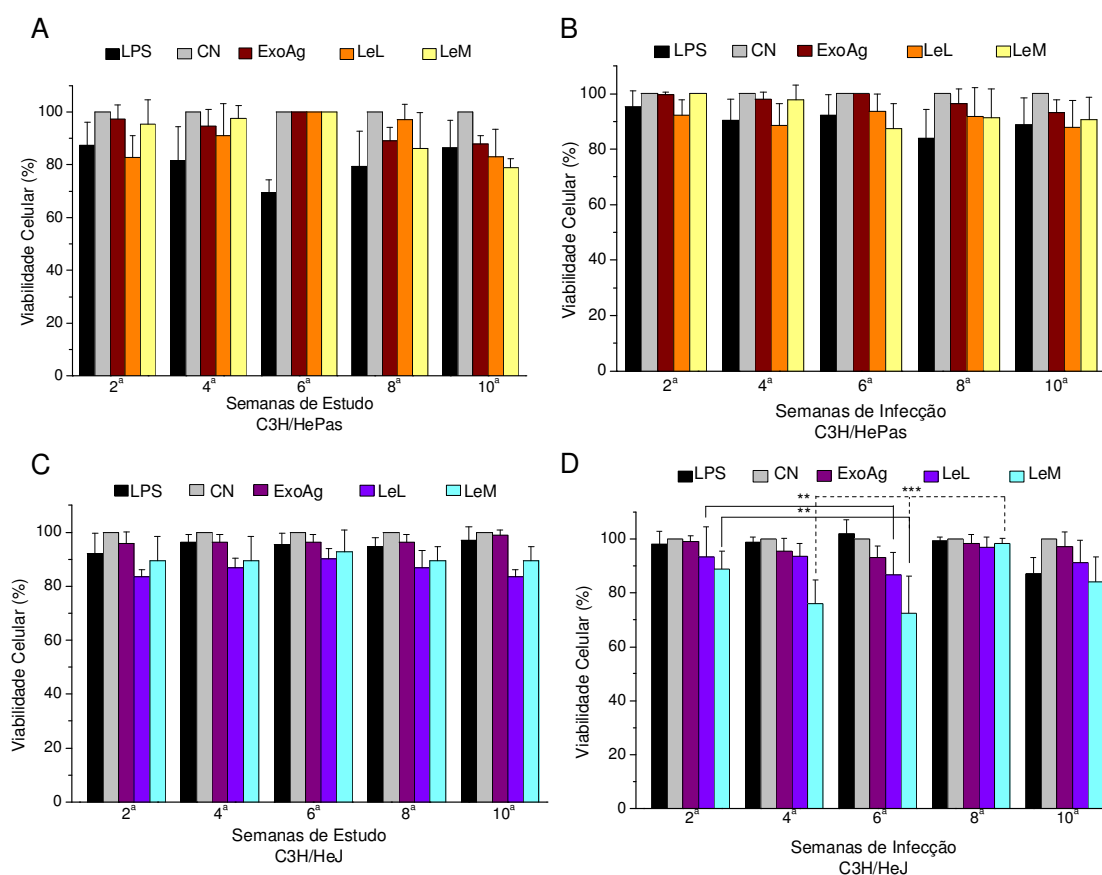 A
LPS CN ExoAg LeL LeM
Viabilidade Celular (%)
100
80
60
40
20
0
2ª 4ª 6ª 8ª 10ª
Semanas de Estudo
C3H/HePas
B
LPS CN ExoAg LeL LeM
Viabilidade Celular (%)
100
80
60
40
20
0
2ª 4ª 6ª 8ª 10ª
Semanas de Infecção
C3H/HePas
C
LPS CN ExoAg LeL LeM
Viabilidade Celular (%)
100
80
60
40
20
0
2ª 4ª 6ª 8ª 10ª
Semanas de Estudo
C3H/HeJ
D
LPS CN ExoAg LeL LeM
***
**
**
Viabilidade Celular (%)
100
80
60
40
20
0
2ª 4ª 6ª 8ª 10ª
Semanas de Infecção
C3H/HeJ